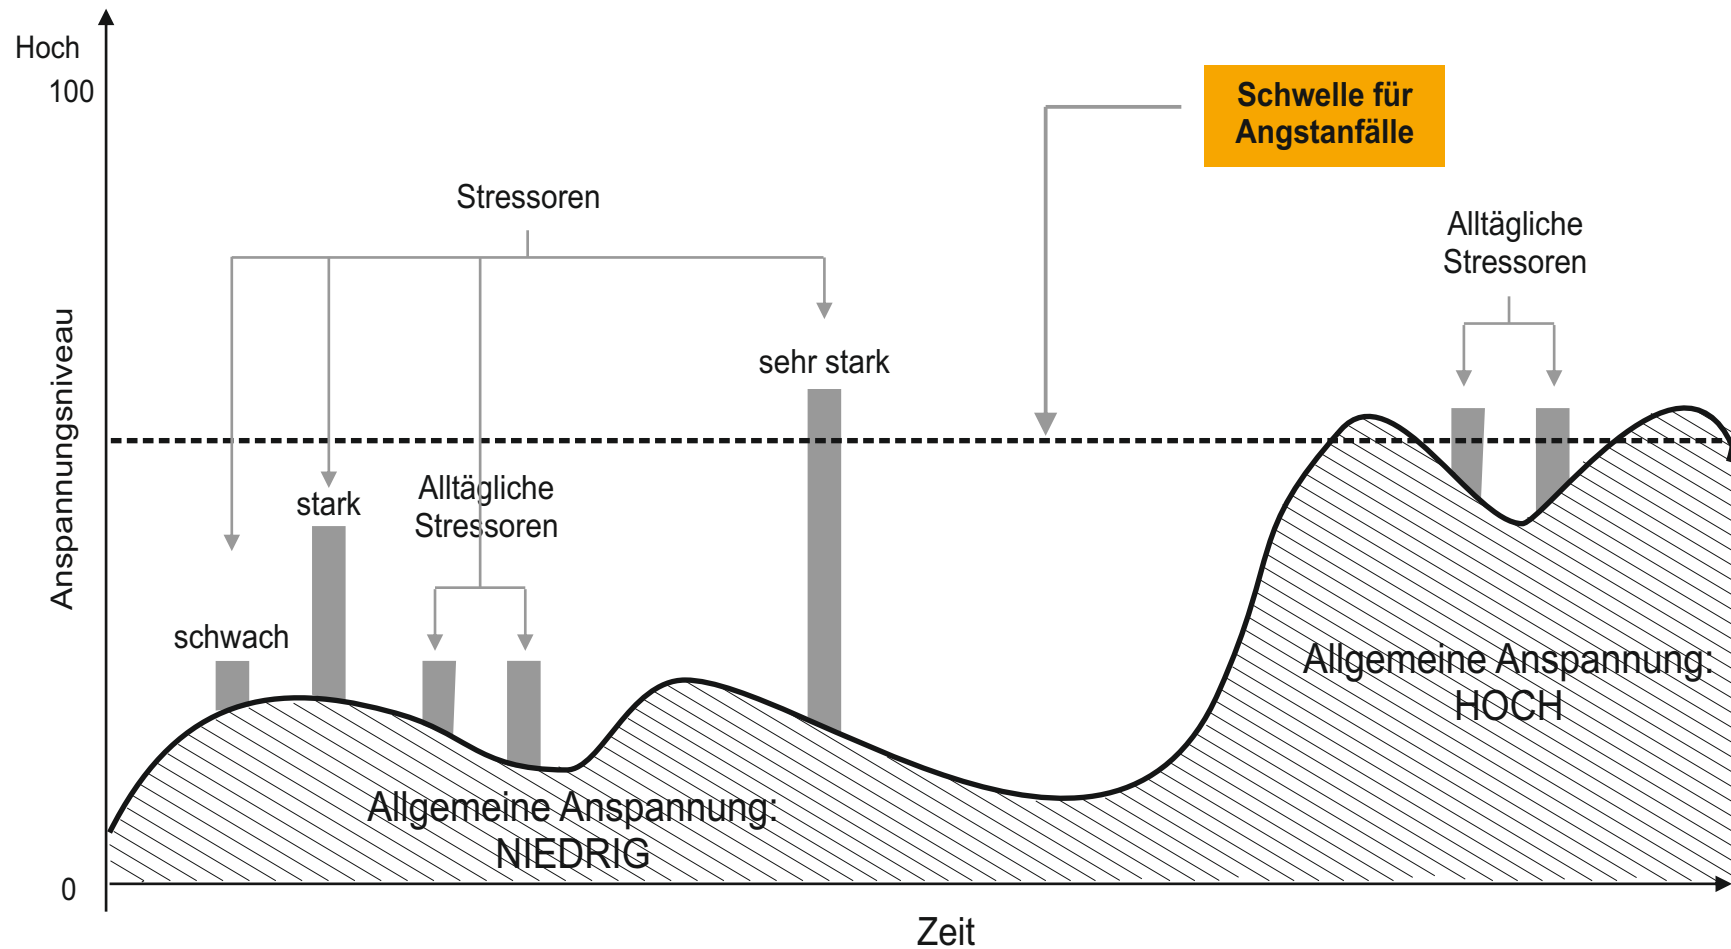 Hoch
100
Schwelle für
Angstanfälle
Stressoren
Alltägliche
Stressoren
sehr stark
Anspannungsniveau
stark
Alltägliche
Stressoren
schwach
Allgemeine Anspannung:
HOCH
Allgemeine Anspannung:
NIEDRIG
0
Zeit